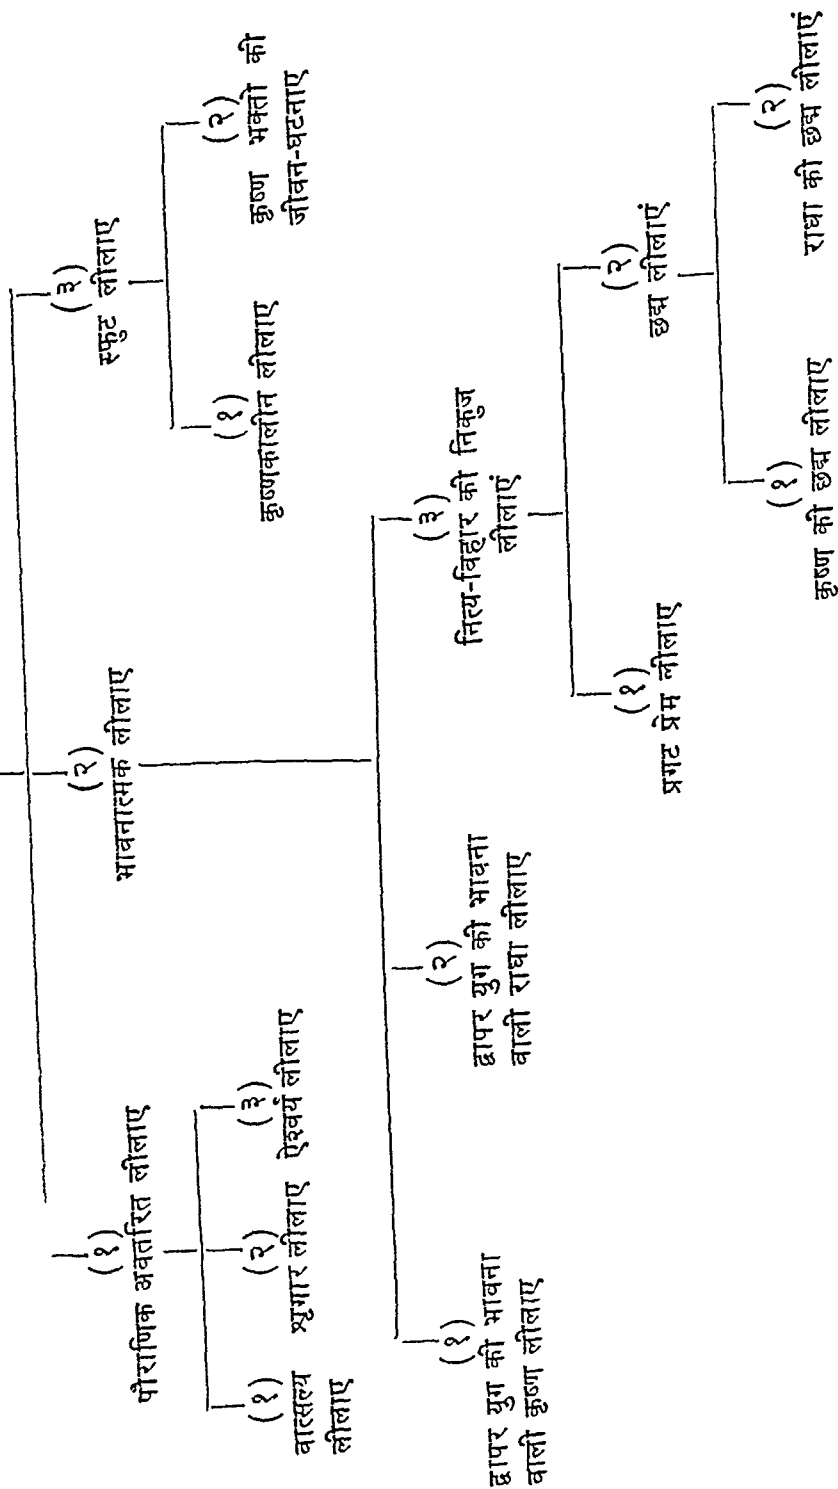 (१)
पौराणिक अवतरित लीलाए
(२)
भावनात्मक लीलाए
(३)
स्फुट लीलाए
(१)
वात्सल्य
लीलाए
(२)
श्रृगार लीलाए
(३)
ऐश्वर्य लीलाए
(१)
कृष्णकालीन लीलाए
(२)
कृष्ण भक्तो की
जीवन-घटनाए
(१)
द्वापर युग की भावना
वाली कृष्ण लीलाए
(२)
द्वापर युग की भावना
वाली राधा लीलाए
(३)
नित्य-विहार की निकुज
लीलाएं
(१)
प्रगट प्रेम लीलाए
(२)
छद्म लीलाएं
(१)
कृष्ण की छद्म लीलाए
(२)
राधा की छद्म लीलाएं